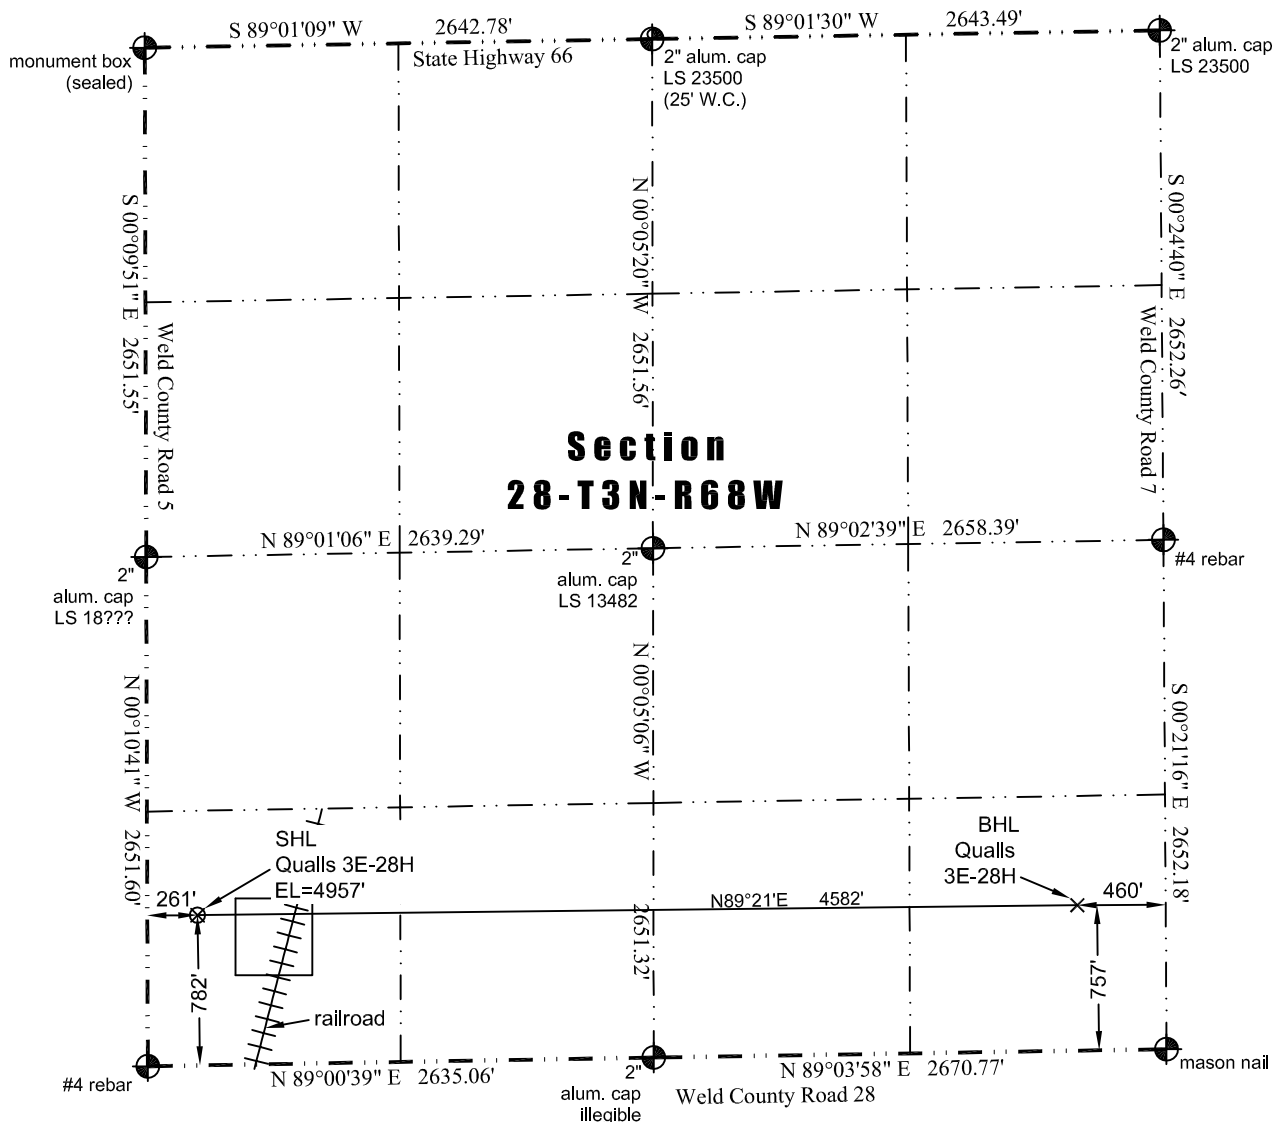 S 89°01'09" W 2642.78'
S 89°01'30" W 2643.49'
monument box
(sealed)
State Highway 66
2" alum. cap
LS 23500
(25' W.C.)
2" alum. cap
LS 23500
S 00°09'51" E 2651.55'
Weld County Road 5
N 00°05'20" W 2651.56'
S 00°24'40" E 2652.26'
Weld County Road 7
Section
28-T3N-R68W
N 89°01'06" E 2639.29'
N 89°02'39" E 2658.39'
2"
alum. cap
LS 18???
2"
alum. cap
LS 13482
#4 rebar
N 00°10'41" W 2651.60'
N 00°05'06" W 2651.32'
S 00°21'16" E 2652.18'
SHL
Qualls 3E-28H
EL=4957'
BHL
Qualls
3E-28H
261'
N89°21'E 4582'
460'
782'
757'
railroad
#4 rebar
N 89°00'39" E 2635.06'
2"
alum. cap
illegible
N 89°03'58" E 2670.77'
Weld County Road 28
mason nail